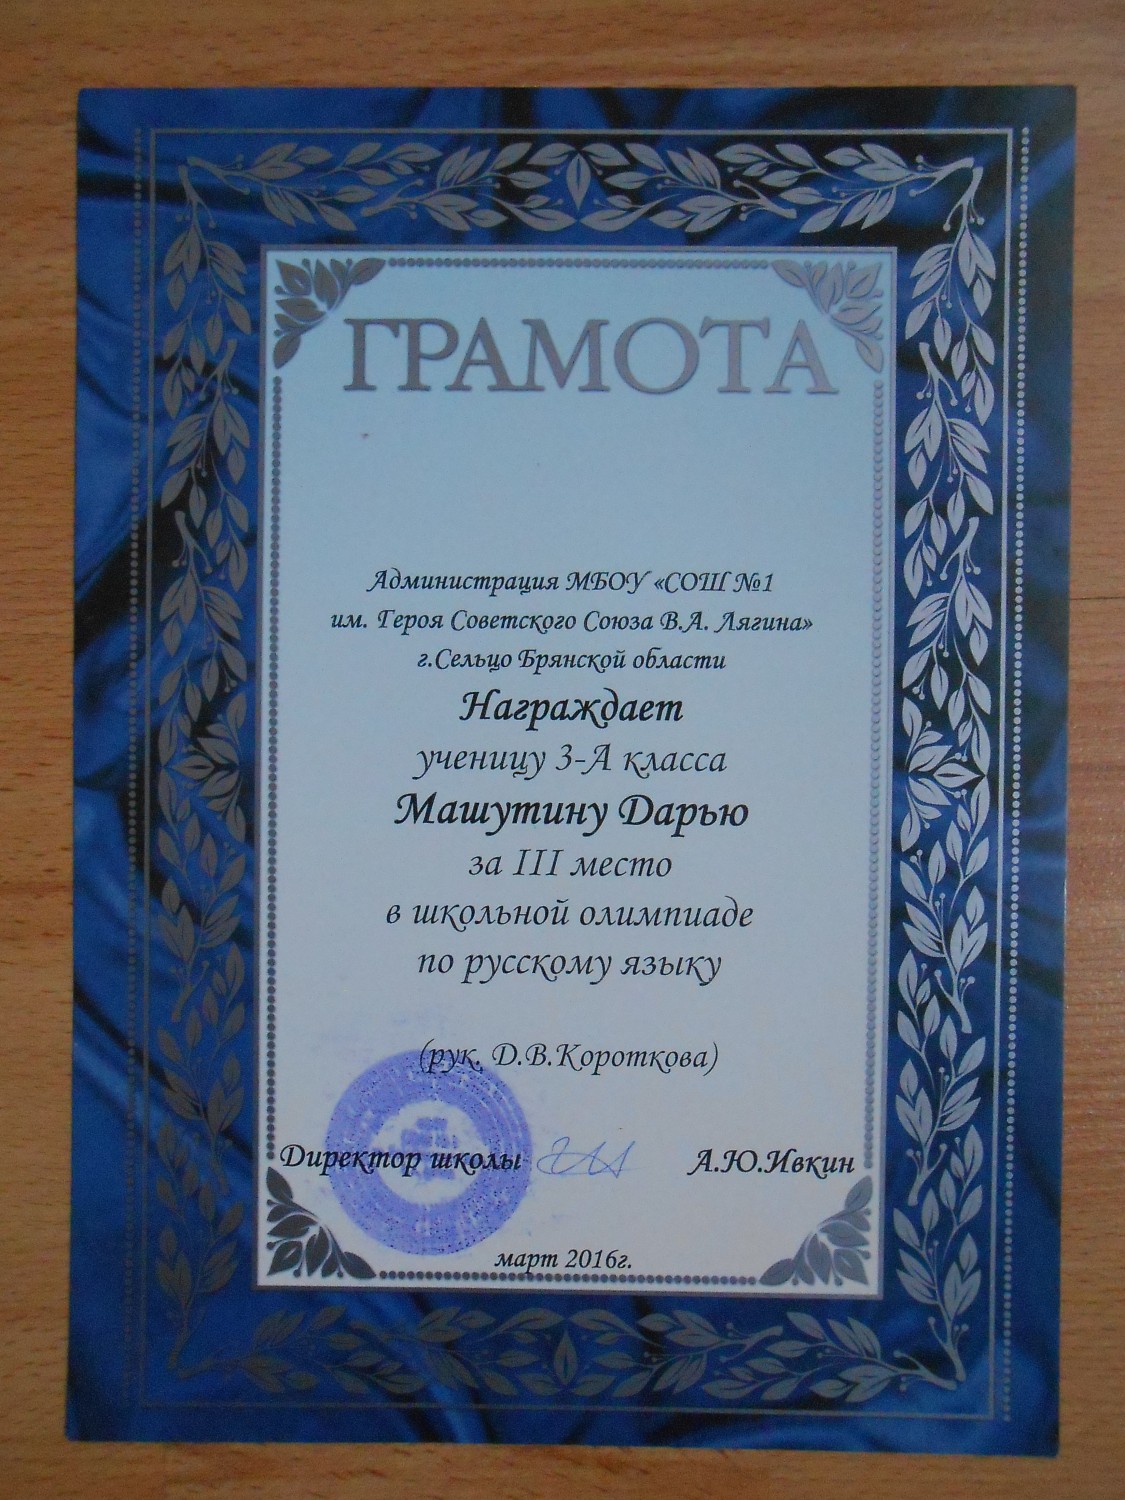 ГРАМОТА
Администрация МБОУ «СОШ №1
им. Героя Советского Союза В.А. Лягина»
г.Сельцо Брянской области
Награждает
ученицу 3-А класса
Машутину Дарью
за III место
в школьной олимпиаде
по русскому языку
(рук. Д.В.Короткова)
Директор школы А.Ю.Ивкин
март 2016г.